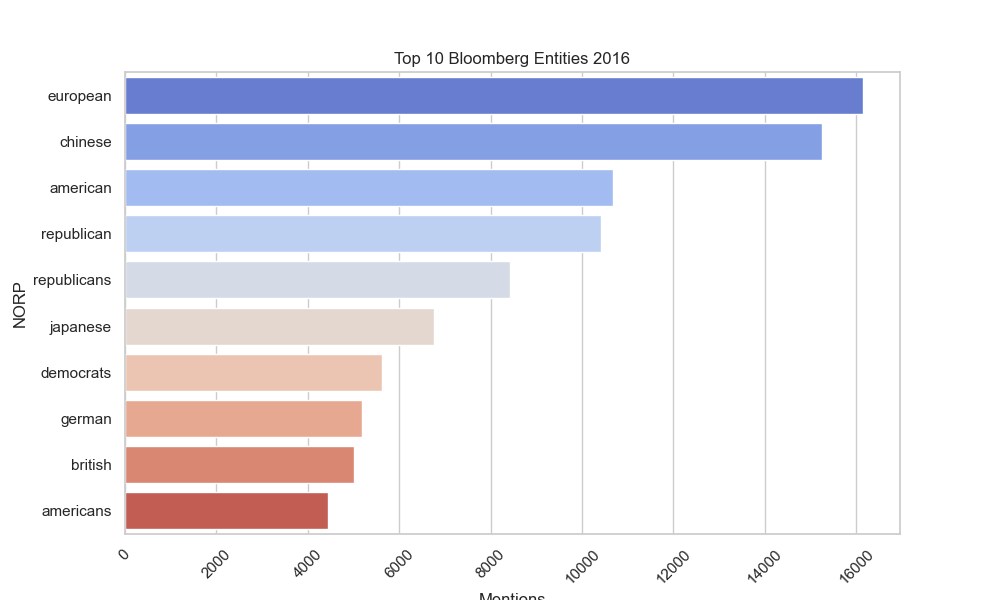 Top 10 Bloomberg Entities 2016
european
chinese
american
republican
republicans
japanese
democrats
german
british
americans
NORP
0
2000
4000
6000
8000
10000
12000
14000
16000
Mentions